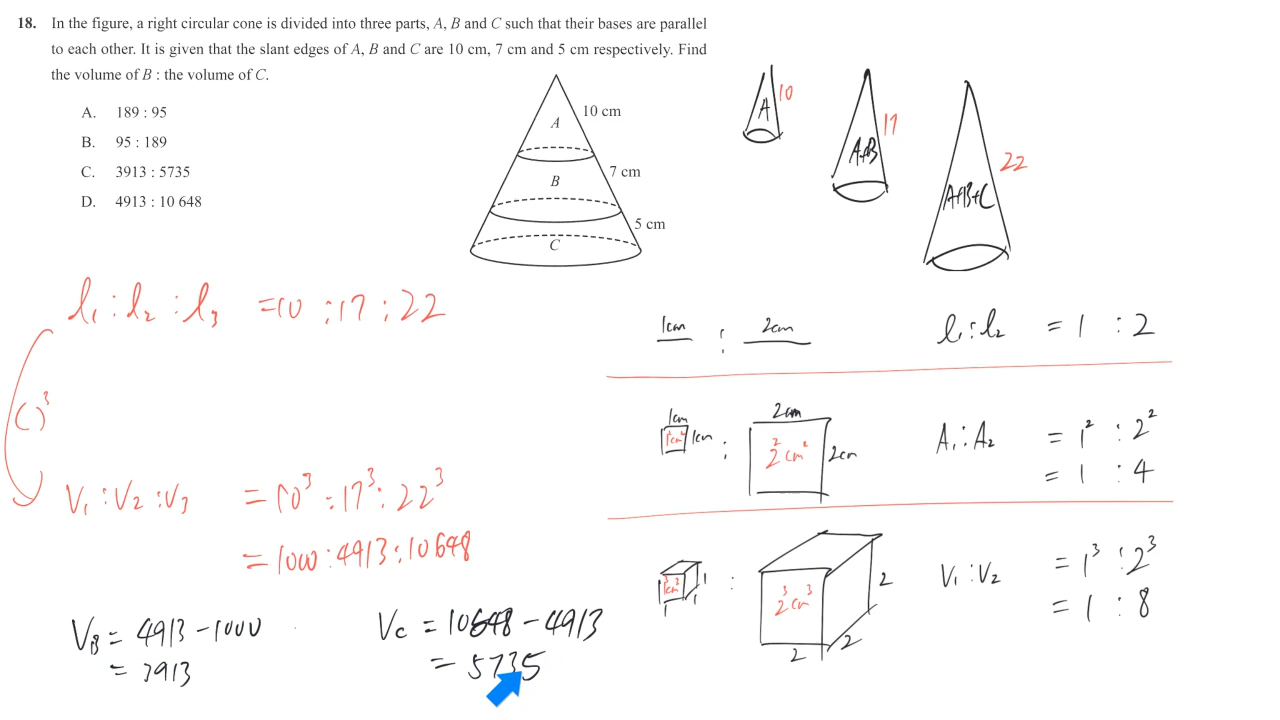 18. In the figure, a right circular cone is divided into three parts, A, B and C such that their bases are parallel
to each other. It is given that the slant edges of A, B and C are 10 cm, 7 cm and 5 cm respectively. Find
the volume of B : the volume of C.
A. 189 : 95
B. 95 : 189
C. 3913 : 5735
D. 4913 : 10 648
A
10 cm
B
7 cm
C
5 cm
A
10
A+B
17
A+B+C
22
l₁ : l₂ : l₃ = 10 : 17 : 22
( )³
V₁ : V₂ : V₃ = 10³ : 17³ : 22³
= 1000 : 4913 : 10648
V_B = 4913 - 1000
= 3913
V_C = 10648 - 4913
= 5735
1cm : 2cm
l₁ : l₂ = 1 : 2
1cm
1cm²
1cm
:
2cm
2²cm²
2cm
A₁ : A₂ = 1² : 2²
= 1 : 4
1³cm³
1
1
1
:
2³cm³
2
2
2
V₁ : V₂ = 1³ : 2³
= 1 : 8